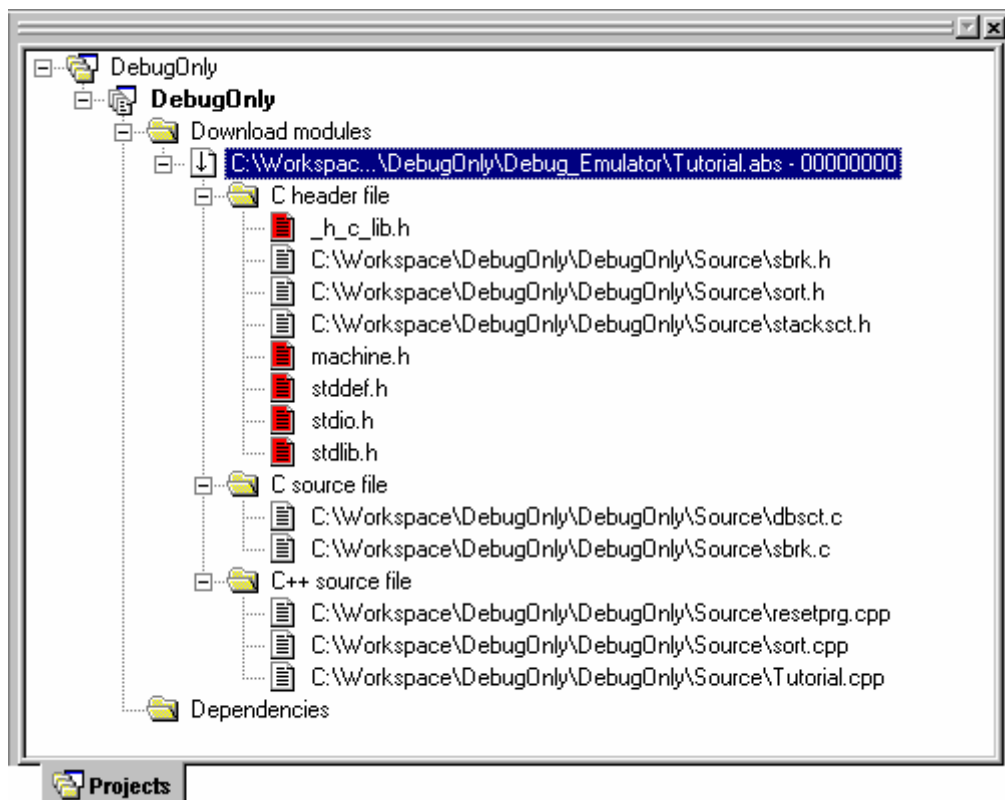 DebugOnly
DebugOnly
Download modules
C:\Workspac...\DebugOnly\Debug_Emulator\Tutorial.abs - 00000000
C header file
_h_c_lib.h
C:\Workspace\DebugOnly\DebugOnly\Source\sbrk.h
C:\Workspace\DebugOnly\DebugOnly\Source\sort.h
C:\Workspace\DebugOnly\DebugOnly\Source\stacksct.h
machine.h
stddef.h
stdio.h
stdlib.h
C source file
C:\Workspace\DebugOnly\DebugOnly\Source\dbsct.c
C:\Workspace\DebugOnly\DebugOnly\Source\sbrk.c
C++ source file
C:\Workspace\DebugOnly\DebugOnly\Source\resetprg.cpp
C:\Workspace\DebugOnly\DebugOnly\Source\sort.cpp
C:\Workspace\DebugOnly\DebugOnly\Source\Tutorial.cpp
Dependencies
Projects